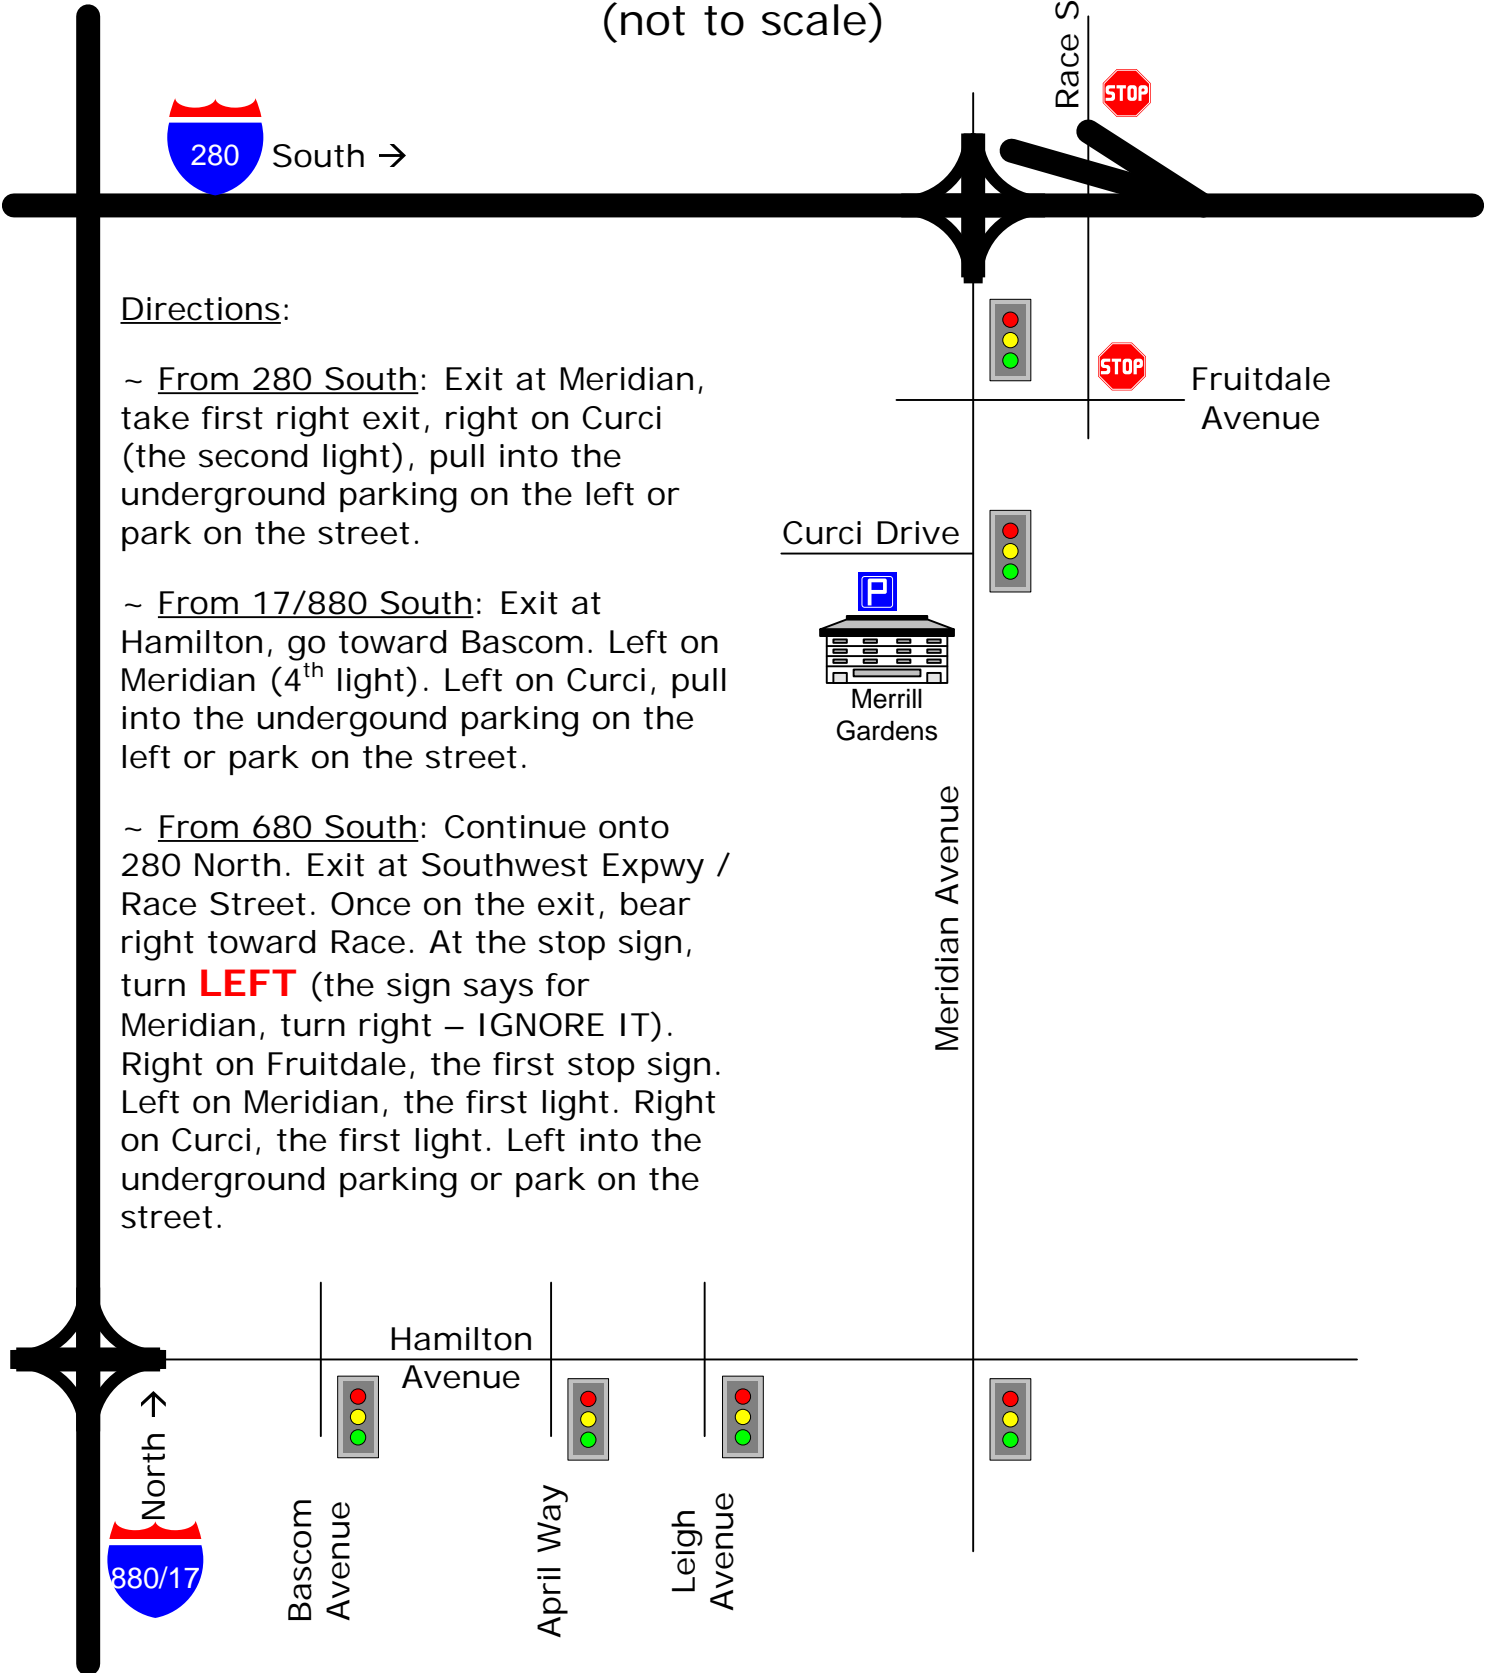 (not to scale)
Race S
STOP
280
South →
Directions:
STOP
Fruitdale
Avenue
~ From 280 South: Exit at Meridian,
take first right exit, right on Curci
(the second light), pull into the
underground parking on the left or
park on the street.
Curci Drive
P
Merrill
Gardens
~ From 17/880 South: Exit at
Hamilton, go toward Bascom. Left on
Meridian (4th light). Left on Curci, pull
into the undergound parking on the
left or park on the street.
Meridian Avenue
~ From 680 South: Continue onto
280 North. Exit at Southwest Expwy /
Race Street. Once on the exit, bear
right toward Race. At the stop sign,
turn LEFT (the sign says for
Meridian, turn right – IGNORE IT).
Right on Fruitdale, the first stop sign.
Left on Meridian, the first light. Right
on Curci, the first light. Left into the
underground parking or park on the
street.
Hamilton
Avenue
North →
880/17
Bascom
Avenue
April Way
Leigh
Avenue